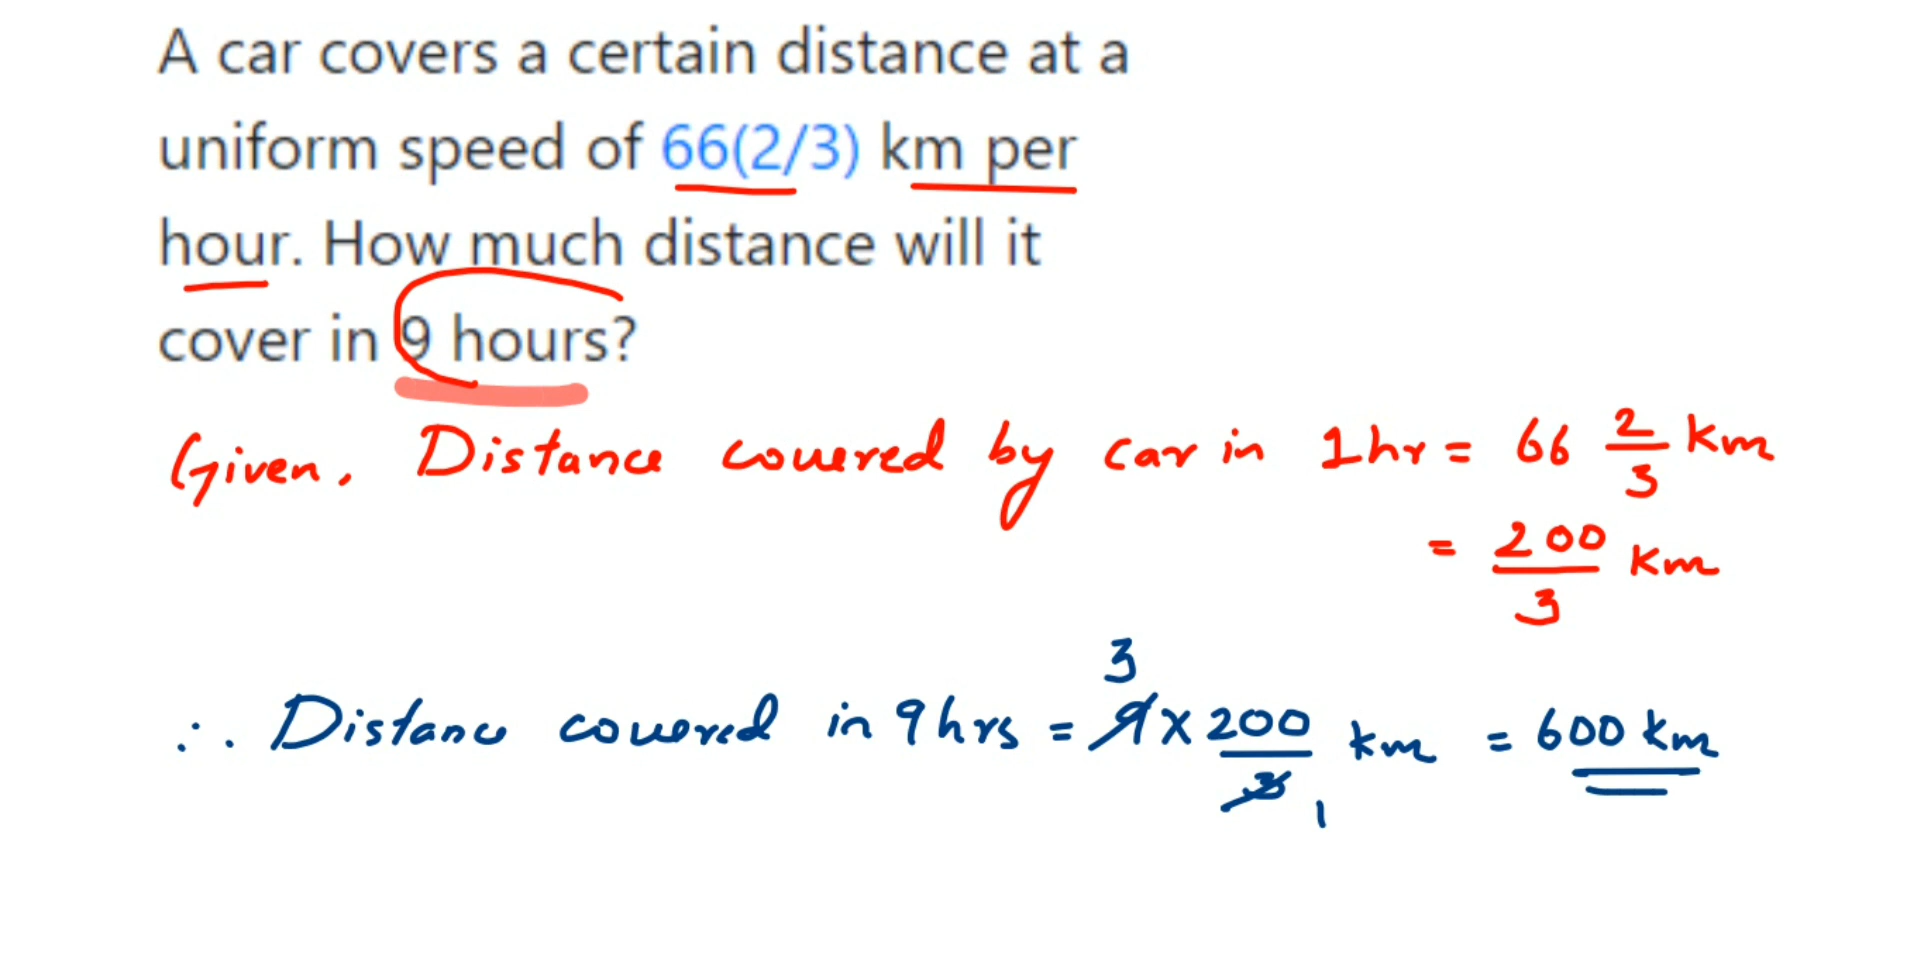 A car covers a certain distance at a
uniform speed of 66(2/3) km per
hour. How much distance will it
cover in 9 hours?
Given, Distance covered by car in 1hr = 66 2/3 km
= 200/3 km
3
∴ Distance covered in 9hrs = 9 x 200/3 km = 600 km
1